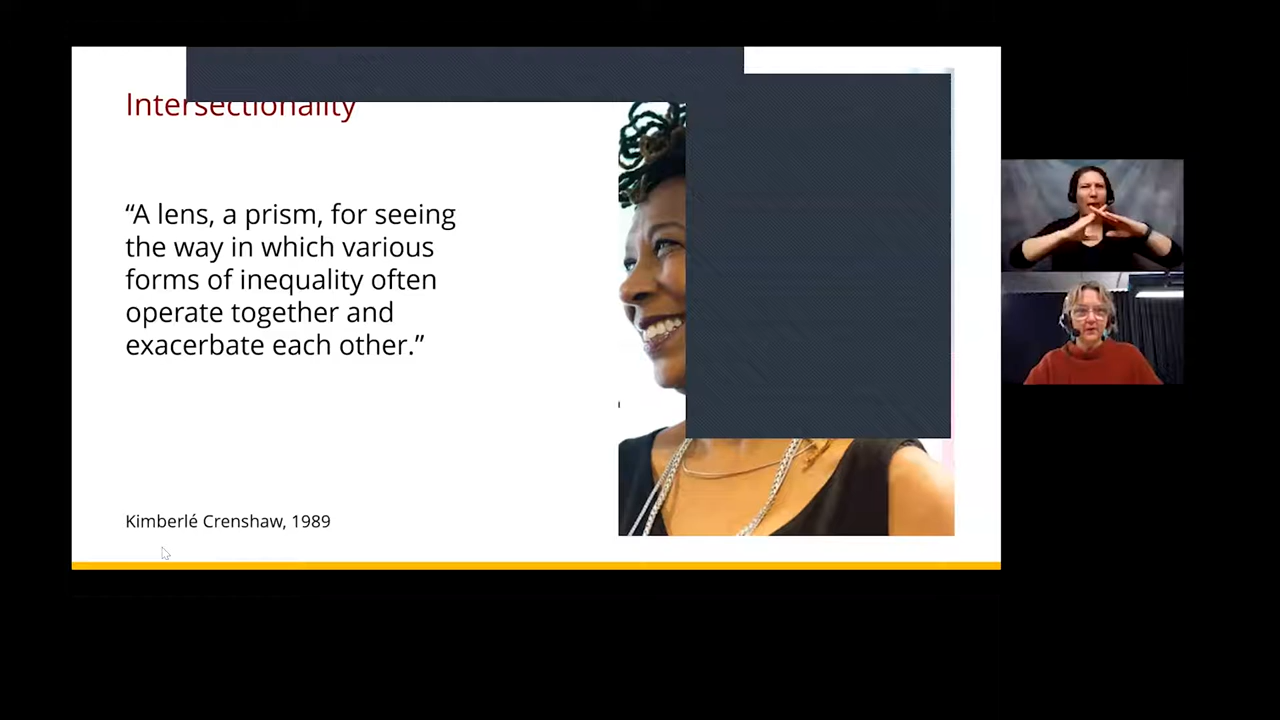 Intersectionality
“A lens, a prism, for seeing
the way in which various
forms of inequality often
operate together and
exacerbate each other.”
Kimberlé Crenshaw, 1989